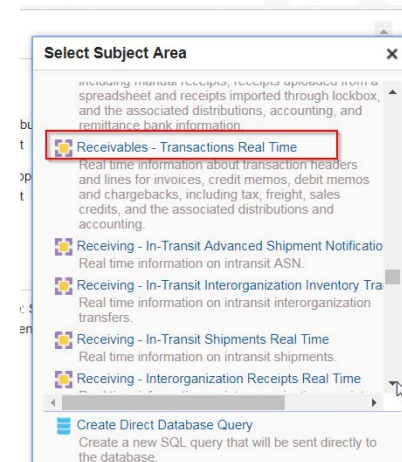 Select Subject Area
including manual receipts, receipts uploaded from a
spreadsheet and receipts imported through lockbox,
and the associated distributions, accounting, and
remittance bank information.
Receivables - Transactions Real Time
Real time information about transaction headers
and lines for invoices, credit memos, debit memos
and chargebacks, including tax, freight, sales
credits, and the associated distributions and
accounting.
Receiving - In-Transit Advanced Shipment Notificatio
Real time information on intransit ASN.
Receiving - In-Transit Interorganization Inventory Tra
Real time information on intransit interorganization
transfers.
Receiving - In-Transit Shipments Real Time
Real time information on intransit shipments.
Receiving - Interorganization Receipts Real Time
Create Direct Database Query
Create a new SQL query that will be sent directly to
the database.